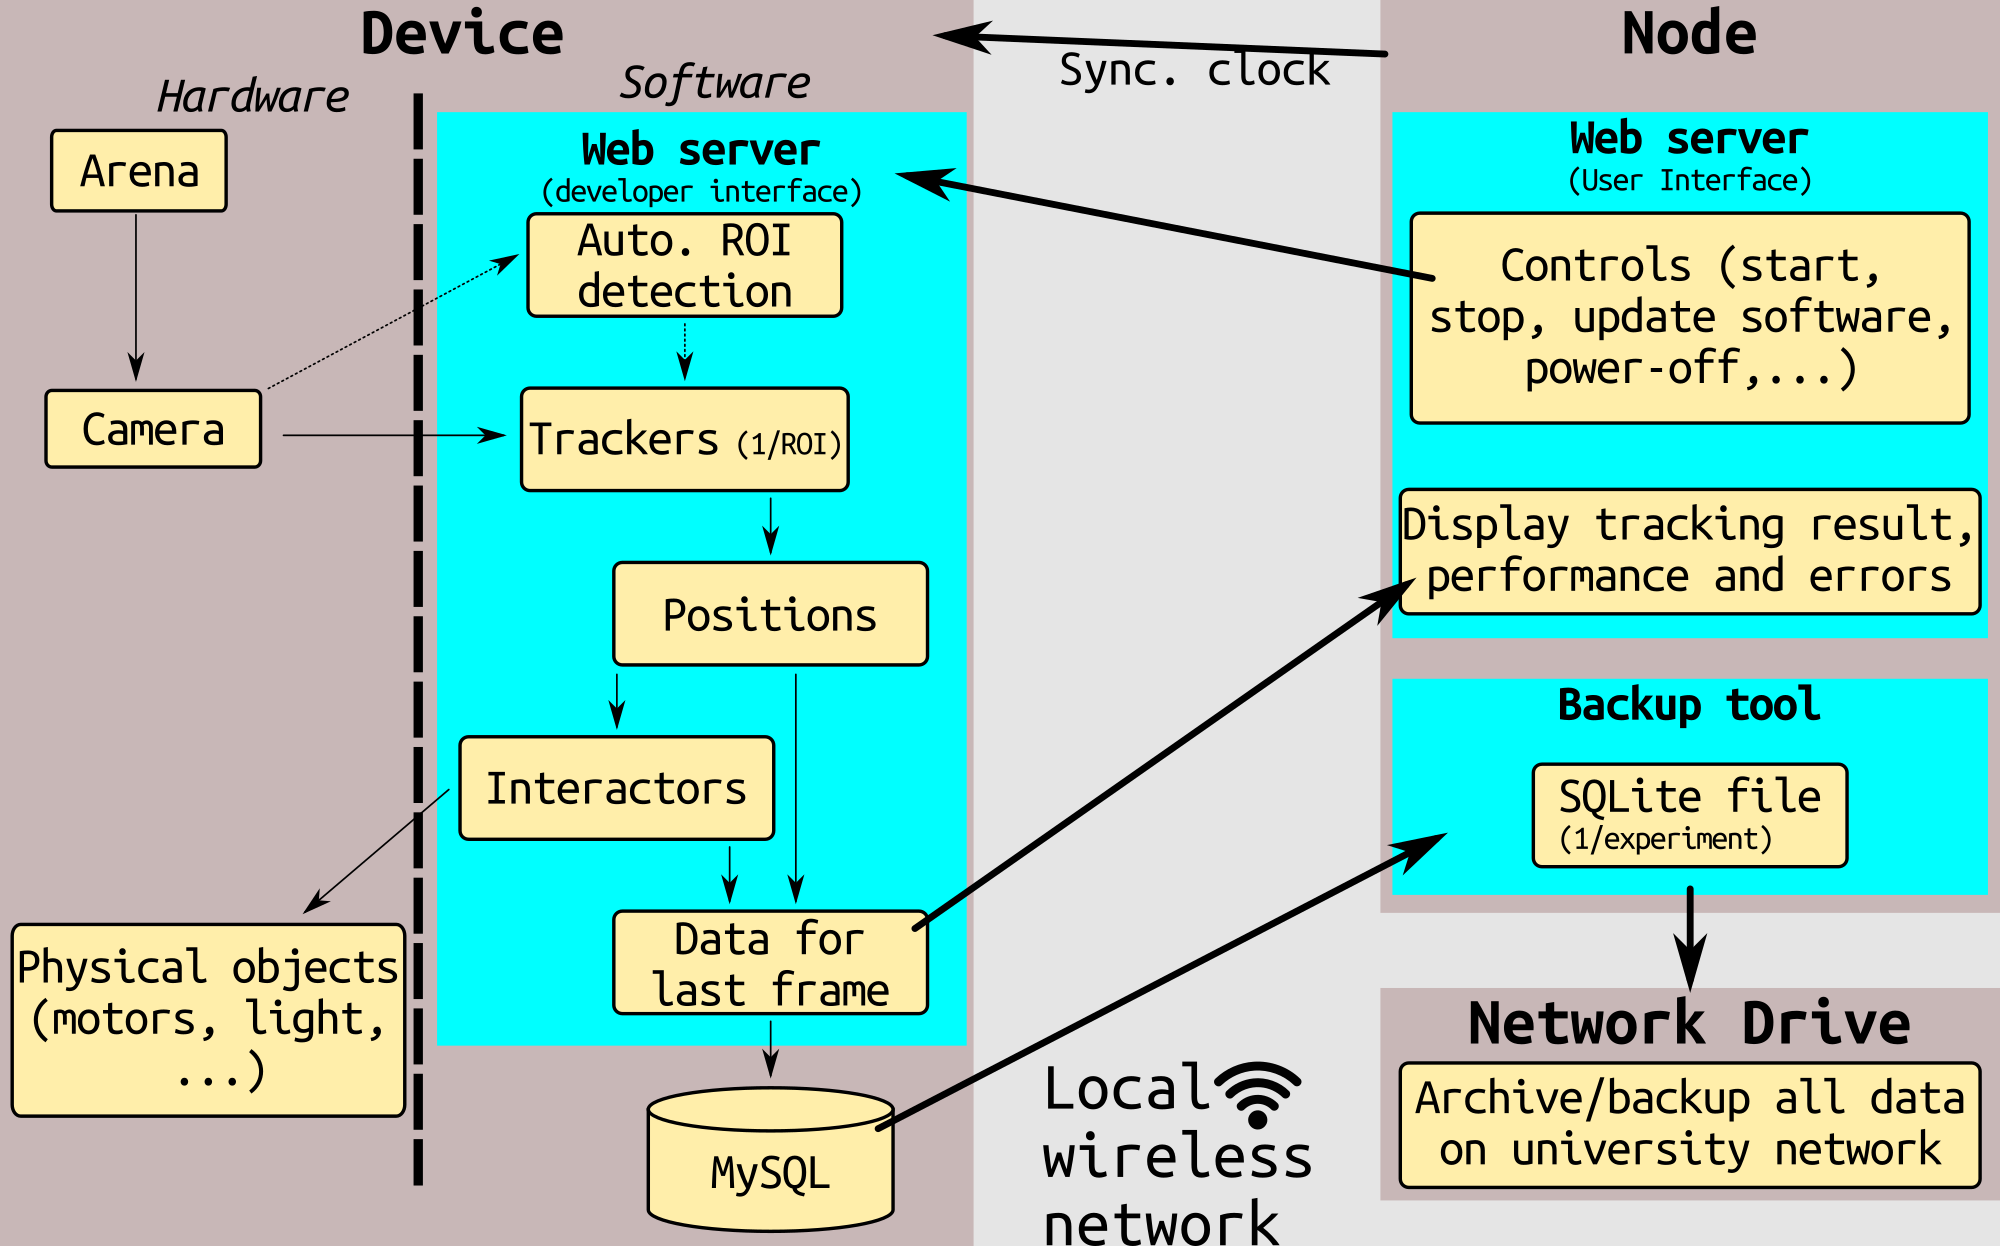 Device
Hardware
Software
Arena
Camera
Physical objects
(motors, light,
...)
Web server
(developer interface)
Auto. ROI
detection
Trackers (1/ROI)
Positions
Interactors
Data for
last frame
MySQL
Sync. clock
Local
wireless
network
Node
Web server
(User Interface)
Controls (start,
stop, update software,
power-off,...)
Display tracking result,
performance and errors
Backup tool
SQLite file
(1/experiment)
Network Drive
Archive/backup all data
on university network